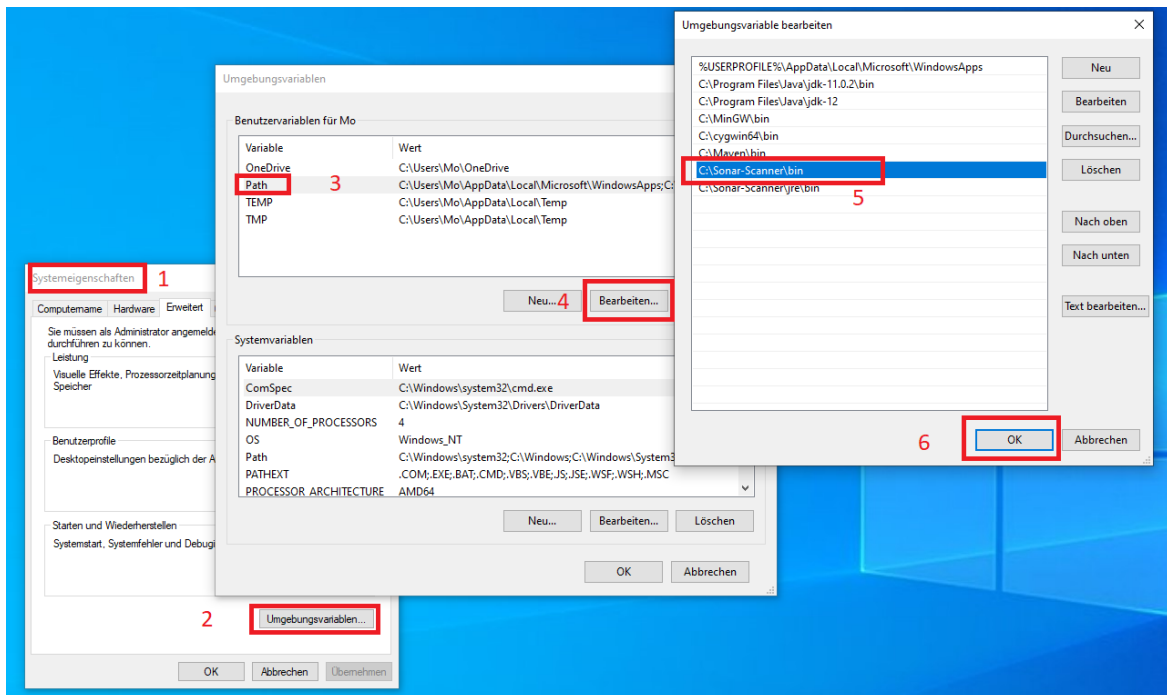 Umgebungsvariable bearbeiten
%USERPROFILE%\AppData\Local\Microsoft\WindowsApps
C:\Program Files\Java\jdk-11.0.2\bin
C:\Program Files\Java\jdk-12
C:\MinGW\bin
C:\cygwin64\bin
C:\Maven\bin
C:\Sonar-Scanner\bin
C:\Sonar-Scanner\jre\bin
5
Neu
Bearbeiten
Durchsuchen...
Löschen
Nach oben
Nach unten
Text bearbeiten...
6
OK
Abbrechen
Umgebungsvariablen
Benutzervariablen für Mo
Variable Wert
OneDrive C:\Users\Mo\OneDrive
Path 3 C:\Users\Mo\AppData\Local\Microsoft\WindowsApps;C:
TEMP C:\Users\Mo\AppData\Local\Temp
TMP C:\Users\Mo\AppData\Local\Temp
Neu... 4 Bearbeiten...
Systemvariablen
Variable Wert
ComSpec C:\Windows\system32\cmd.exe
DriverData C:\Windows\System32\Drivers\DriverData
NUMBER_OF_PROCESSORS 4
OS Windows_NT
Path C:\Windows\system32;C:\Windows;C:\Windows\System3
PATHEXT .COM;.EXE;.BAT;.CMD;.VBS;.VBE;.JS;.JSE;.WSF;.WSH;.MSC
PROCESSOR_ARCHITECTURE AMD64
Neu... Bearbeiten... Löschen
OK Abbrechen
Systemeigenschaften 1
Computername Hardware Erweitert
Sie müssen als Administrator angemelde
durchführen zu können.
Leistung
Visuelle Effekte, Prozessorzeitplanung
Speicher
Benutzerprofile
Desktopeinstellungen bezüglich der A
Starten und Wiederherstellen
Systemstart, Systemfehler und Debugi
2 Umgebungsvariablen...
OK Abbrechen Übernehmen